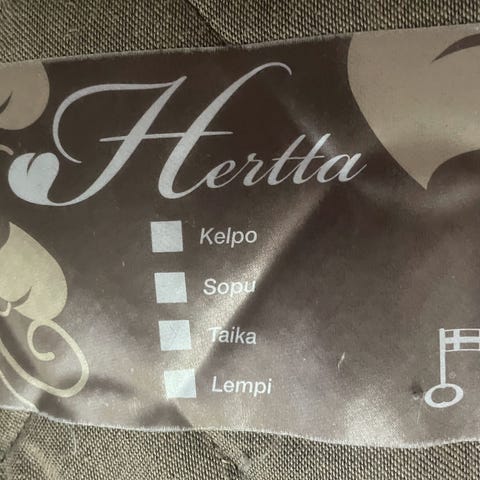 Hertta
Kelpo
Sopu
Taika
Lempi